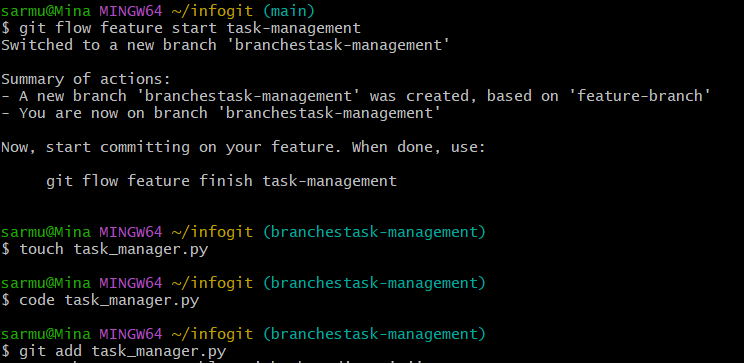 sarmu@Mina MINGW64 ~/infogit (main)
$ git flow feature start task-management
Switched to a new branch 'branchestask-management'
Summary of actions:
- A new branch 'branchestask-management' was created, based on 'feature-branch'
- You are now on branch 'branchestask-management'
Now, start committing on your feature. When done, use:
git flow feature finish task-management
sarmu@Mina MINGW64 ~/infogit (branchestask-management)
$ touch task_manager.py
sarmu@Mina MINGW64 ~/infogit (branchestask-management)
$ code task_manager.py
sarmu@Mina MINGW64 ~/infogit (branchestask-management)
$ git add task_manager.py